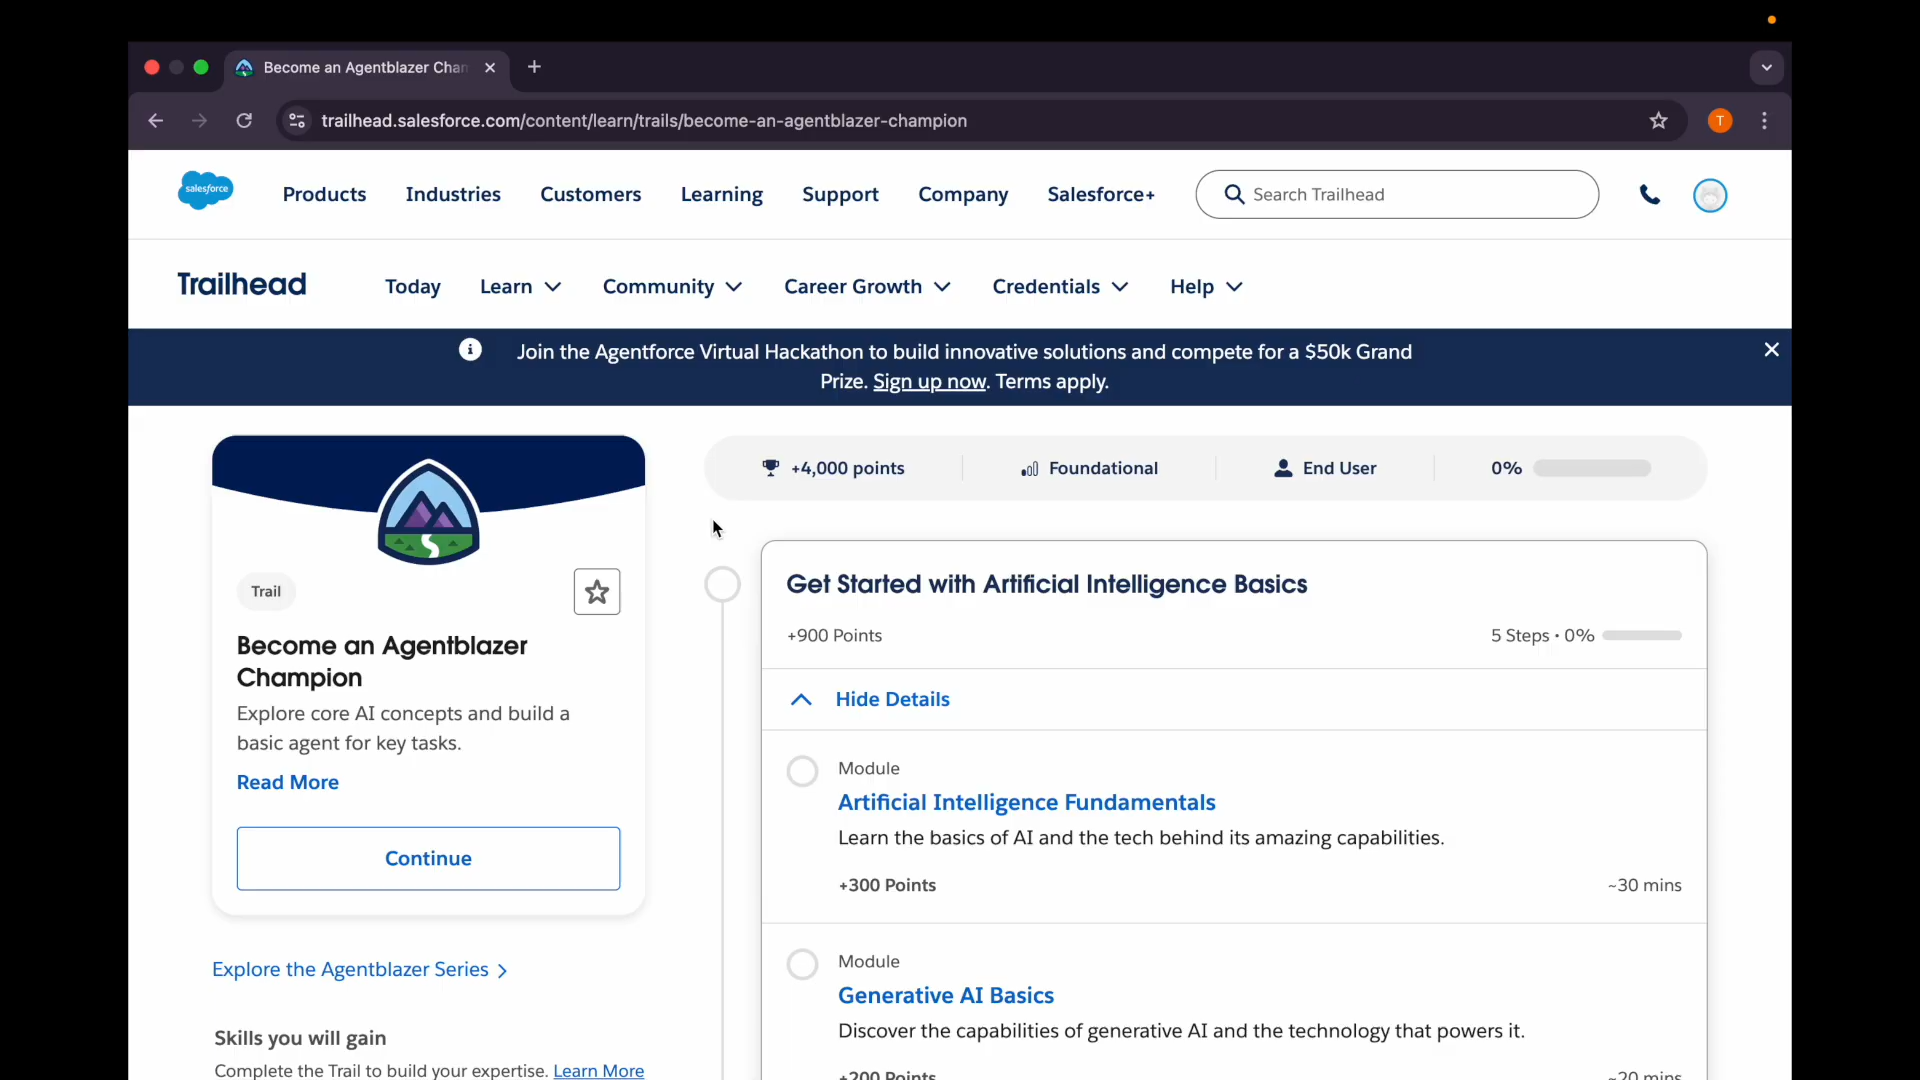 Become an Agentblazer Cham
trailhead.salesforce.com/content/learn/trails/become-an-agentblazer-champion
T
salesforce
Products
Industries
Customers
Learning
Support
Company
Salesforce+
Search Trailhead
Trailhead
Today
Learn
Community
Career Growth
Credentials
Help
Join the Agentforce Virtual Hackathon to build innovative solutions and compete for a $50k Grand
Prize. Sign up now. Terms apply.
Trail
Become an Agentblazer
Champion
Explore core AI concepts and build a
basic agent for key tasks.
Read More
Continue
Explore the Agentblazer Series
Skills you will gain
Complete the Trail to build your expertise. Learn More
+4,000 points
Foundational
End User
0%
Get Started with Artificial Intelligence Basics
+900 Points
5 Steps • 0%
Hide Details
Module
Artificial Intelligence Fundamentals
Learn the basics of AI and the tech behind its amazing capabilities.
+300 Points
~30 mins
Module
Generative AI Basics
Discover the capabilities of generative AI and the technology that powers it.
+200 Points
~20 mins